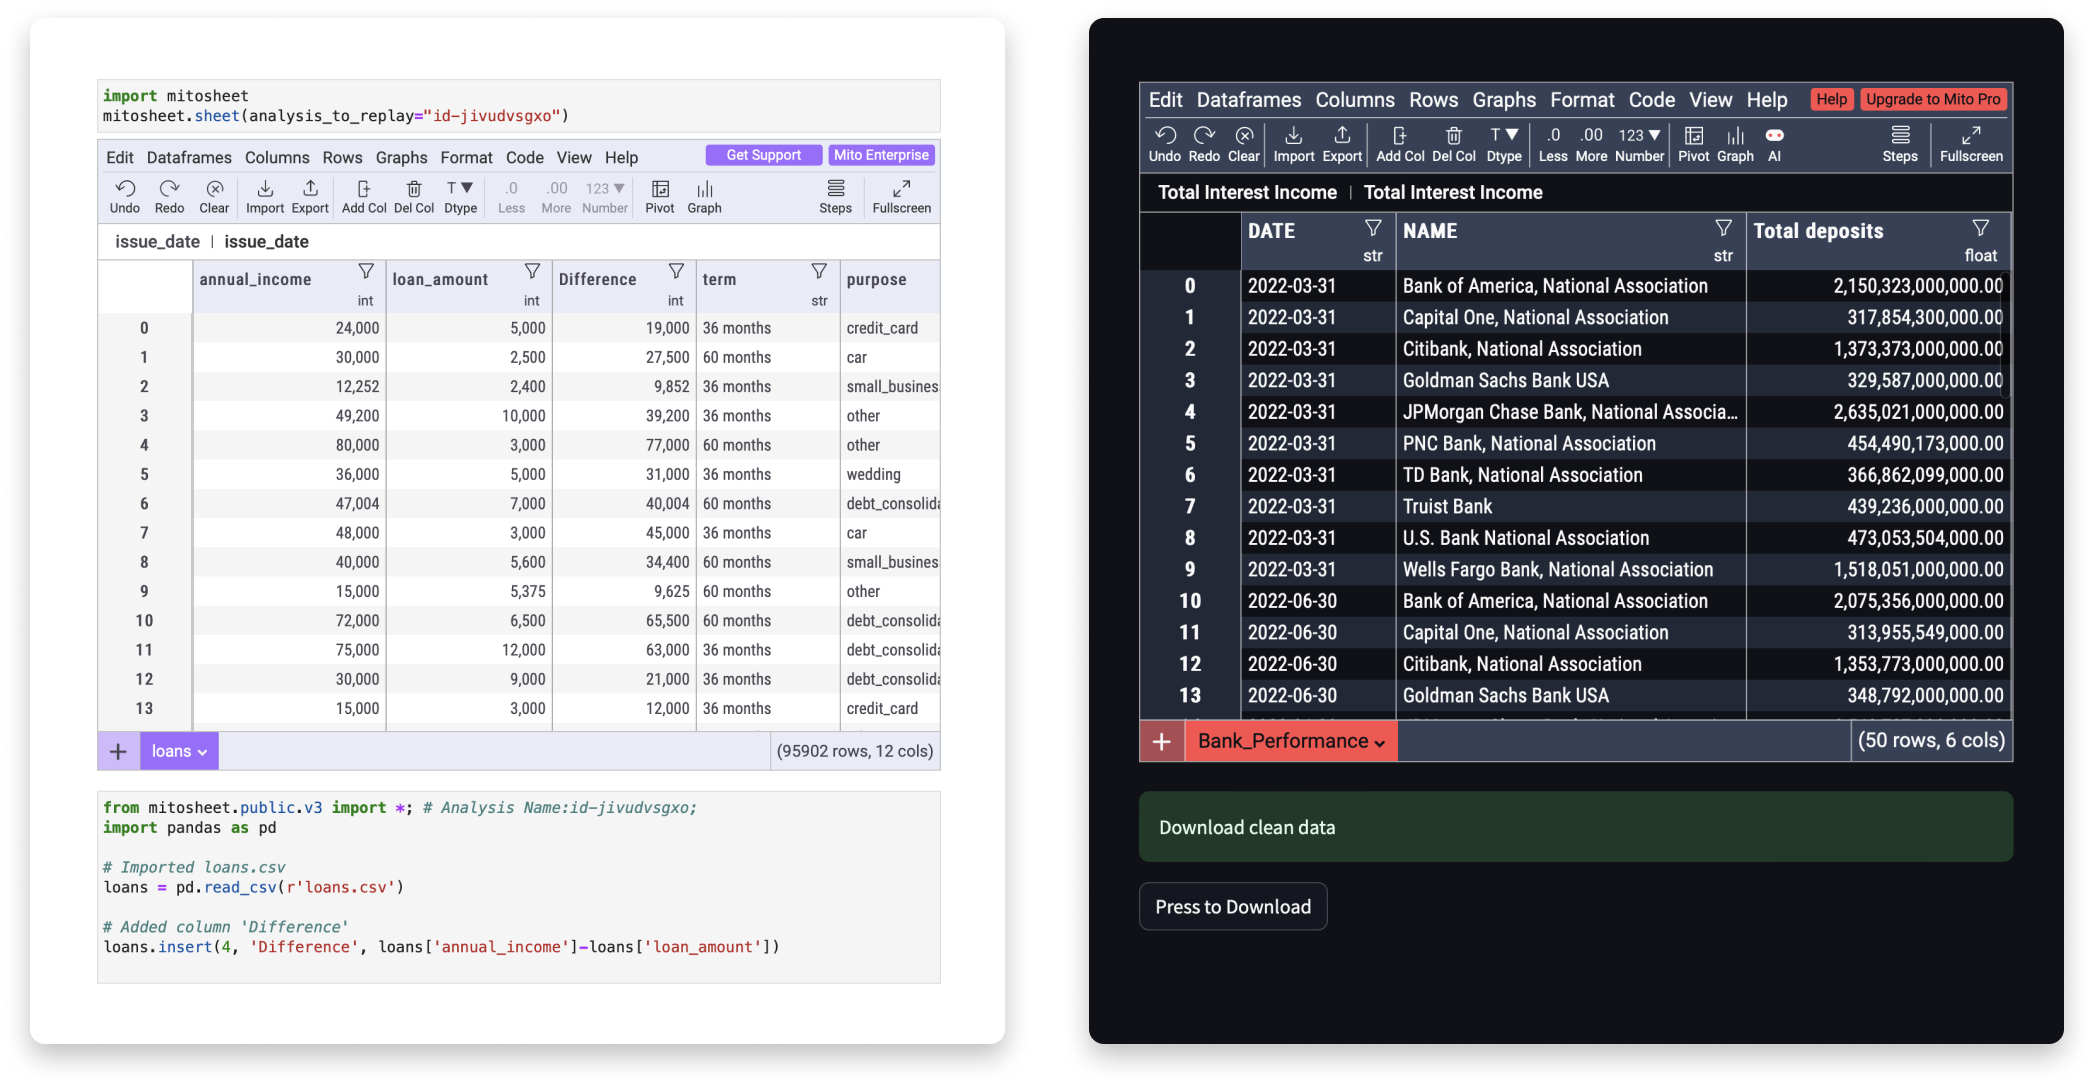 import mitosheet
mitosheet.sheet(analysis_to_replay="id-jivudvsgxo")
Edit Dataframes Columns Rows Graphs Format Code View Help Get Support Mito Enterprise
.0 .00 123
Undo Redo Clear Import Export Add Col Del Col T Dtype Less More Number Pivot Graph Steps Fullscreen
issue_date | issue_date
annual_income loan_amount Difference term purpose
int int int str
0 24,000 5,000 19,000 36 months credit_card
1 30,000 2,500 27,500 60 months car
2 12,252 2,400 9,852 36 months small_busines
3 49,200 10,000 39,200 36 months other
4 80,000 3,000 77,000 60 months other
5 36,000 5,000 31,000 36 months wedding
6 47,004 7,000 40,004 60 months debt_consolida
7 48,000 3,000 45,000 36 months car
8 40,000 5,600 34,400 60 months small_busines
9 15,000 5,375 9,625 60 months other
10 72,000 6,500 65,500 60 months debt_consolida
11 75,000 12,000 63,000 36 months debt_consolida
12 30,000 9,000 21,000 36 months debt_consolida
13 15,000 3,000 12,000 36 months credit_card
+ loans (95902 rows, 12 cols)
from mitosheet.public.v3 import *; # Analysis Name:id-jivudvsgxo;
import pandas as pd
# Imported loans.csv
loans = pd.read_csv(r'loans.csv')
# Added column 'Difference'
loans.insert(4, 'Difference', loans['annual_income']-loans['loan_amount'])
Edit Dataframes Columns Rows Graphs Format Code View Help Help Upgrade to Mito Pro
T .0 .00 123
Undo Redo Clear Import Export Add Col Del Col Dtype Less More Number Pivot Graph AI Steps Fullscreen
Total Interest Income | Total Interest Income
DATE NAME Total deposits
str str float
0 2022-03-31 Bank of America, National Association 2,150,323,000,000.00
1 2022-03-31 Capital One, National Association 317,854,300,000.00
2 2022-03-31 Citibank, National Association 1,373,373,000,000.00
3 2022-03-31 Goldman Sachs Bank USA 329,587,000,000.00
4 2022-03-31 JPMorgan Chase Bank, National Associa... 2,635,021,000,000.00
5 2022-03-31 PNC Bank, National Association 454,490,173,000.00
6 2022-03-31 TD Bank, National Association 366,862,099,000.00
7 2022-03-31 Truist Bank 439,236,000,000.00
8 2022-03-31 U.S. Bank National Association 473,053,504,000.00
9 2022-03-31 Wells Fargo Bank, National Association 1,518,051,000,000.00
10 2022-06-30 Bank of America, National Association 2,075,356,000,000.00
11 2022-06-30 Capital One, National Association 313,955,549,000.00
12 2022-06-30 Citibank, National Association 1,353,773,000,000.00
13 2022-06-30 Goldman Sachs Bank USA 348,792,000,000.00
+ Bank_Performance (50 rows, 6 cols)
Download clean data
Press to Download